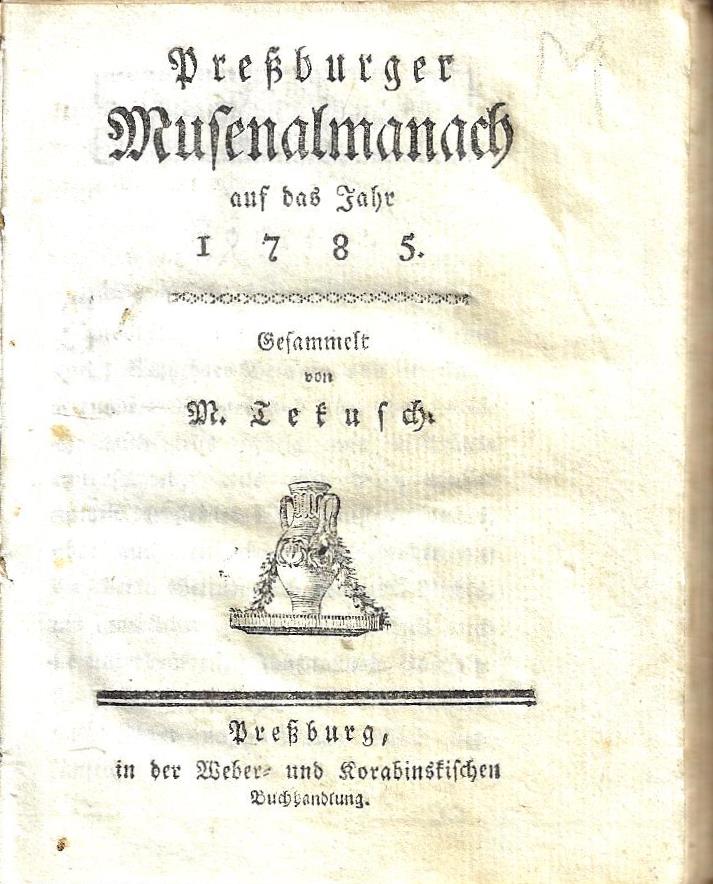 Preßburger
Musenalmanach
auf das Jahr
1785.
Gesammelt
von
M. Tekusch.
Preßburg,
in der Weber- und Korabinskischen
Buchhandlung.